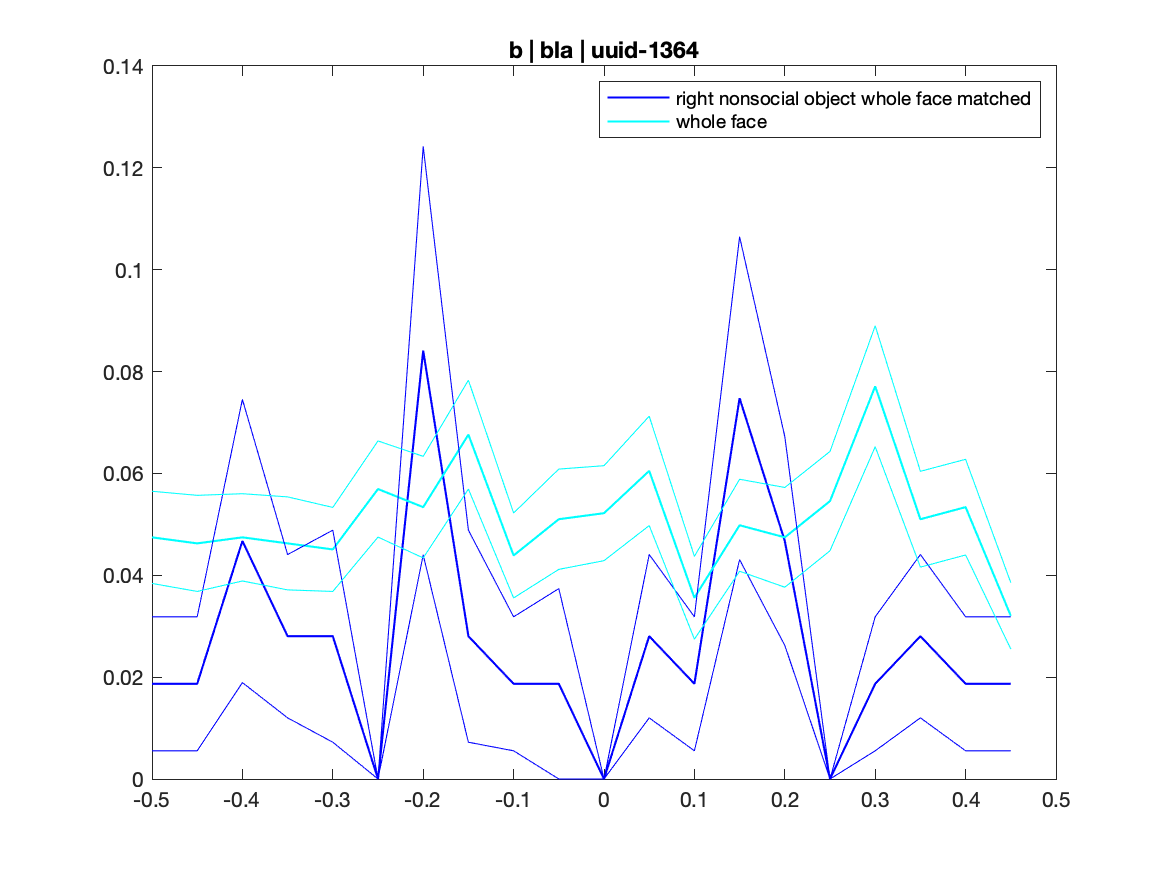 b | bla | uuid-1364
right nonsocial object whole face matched
whole face
0.14
0.12
0.1
0.08
0.06
0.04
0.02
0
-0.5 -0.4 -0.3 -0.2 -0.1 0 0.1 0.2 0.3 0.4 0.5